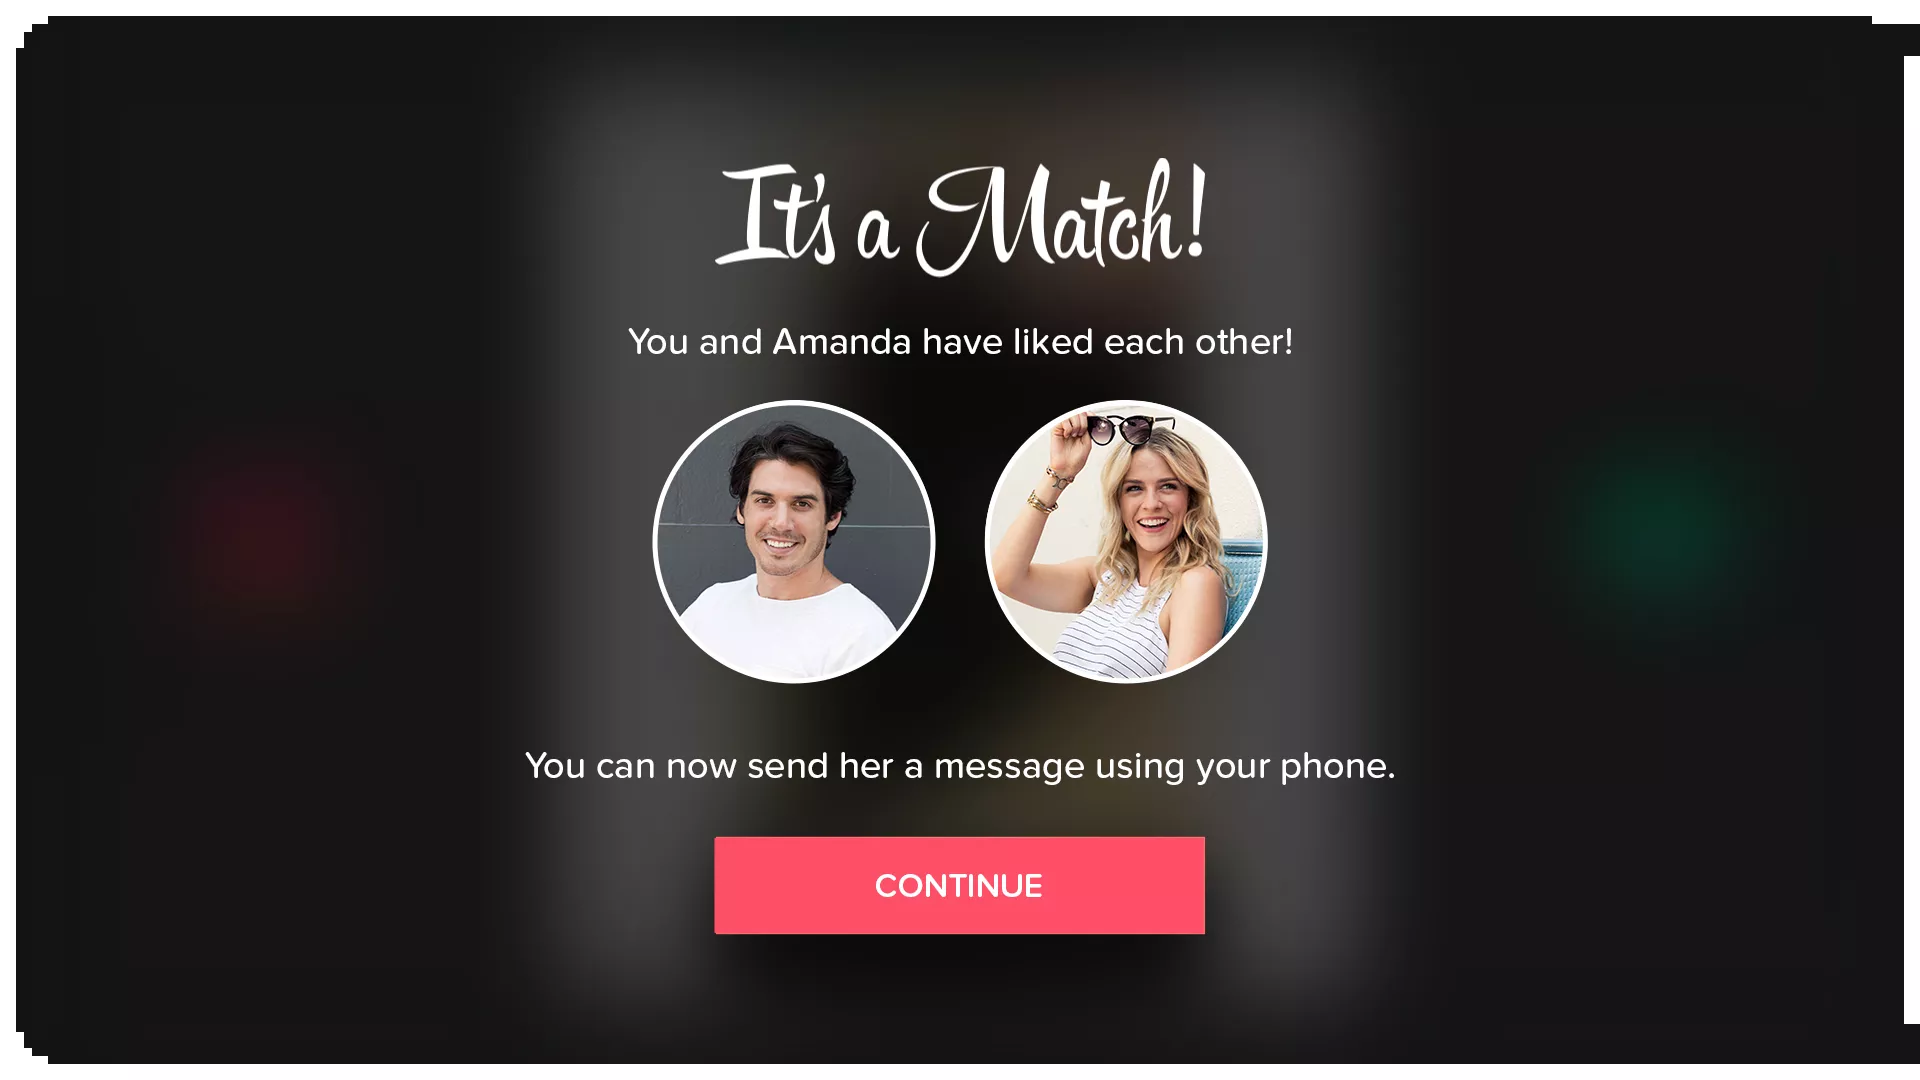 It's a Match!
You and Amanda have liked each other!
You can now send her a message using your phone.
CONTINUE